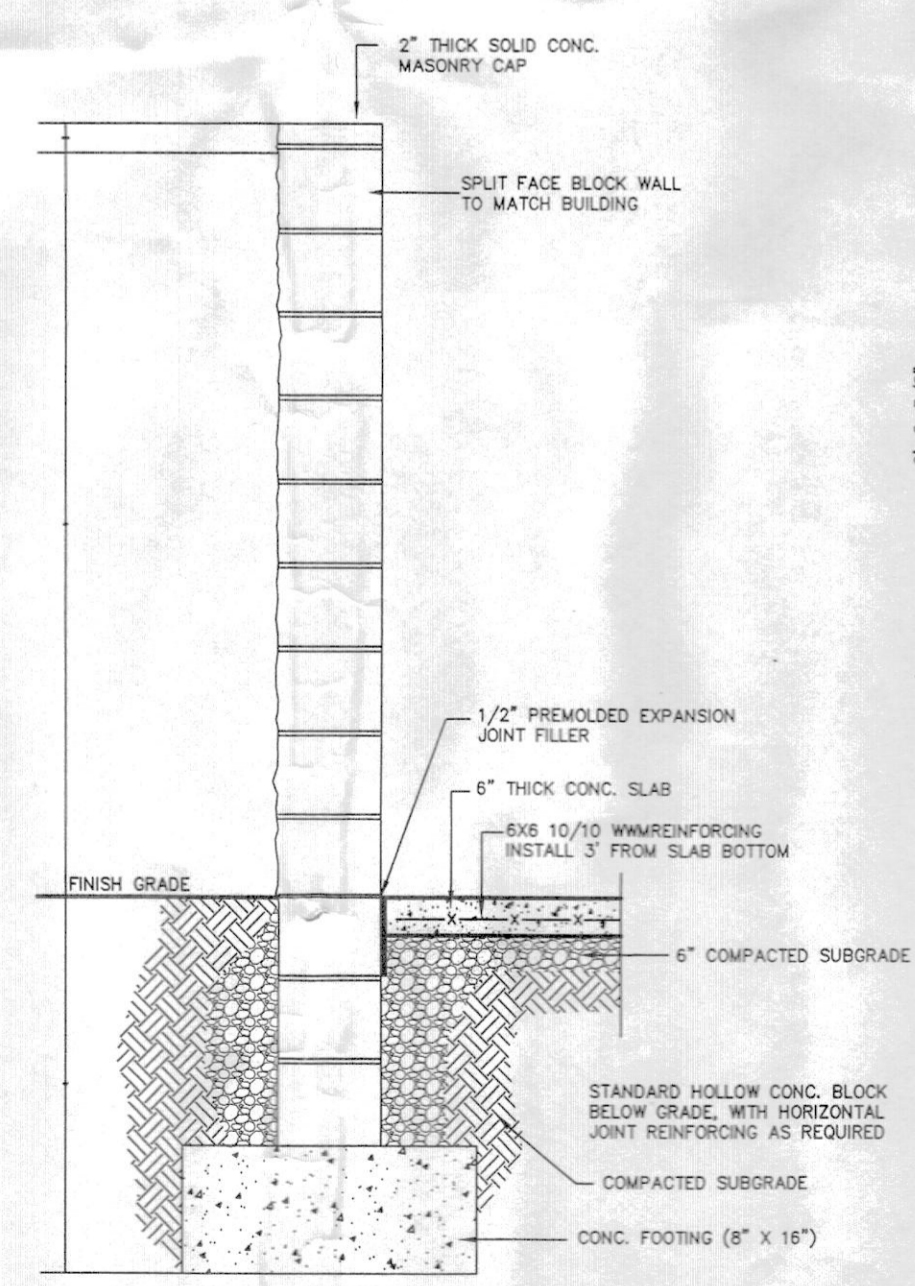 2" THICK SOLID CONC.
MASONRY CAP
SPLIT FACE BLOCK WALL
TO MATCH BUILDING
1/2" PREMOLDED EXPANSION
JOINT FILLER
6" THICK CONC. SLAB
6X6 10/10 WWMREINFORCING
INSTALL 3' FROM SLAB BOTTOM
FINISH GRADE
6" COMPACTED SUBGRADE
STANDARD HOLLOW CONC. BLOCK
BELOW GRADE, WITH HORIZONTAL
JOINT REINFORCING AS REQUIRED
COMPACTED SUBGRADE
CONC. FOOTING (8" X 16")